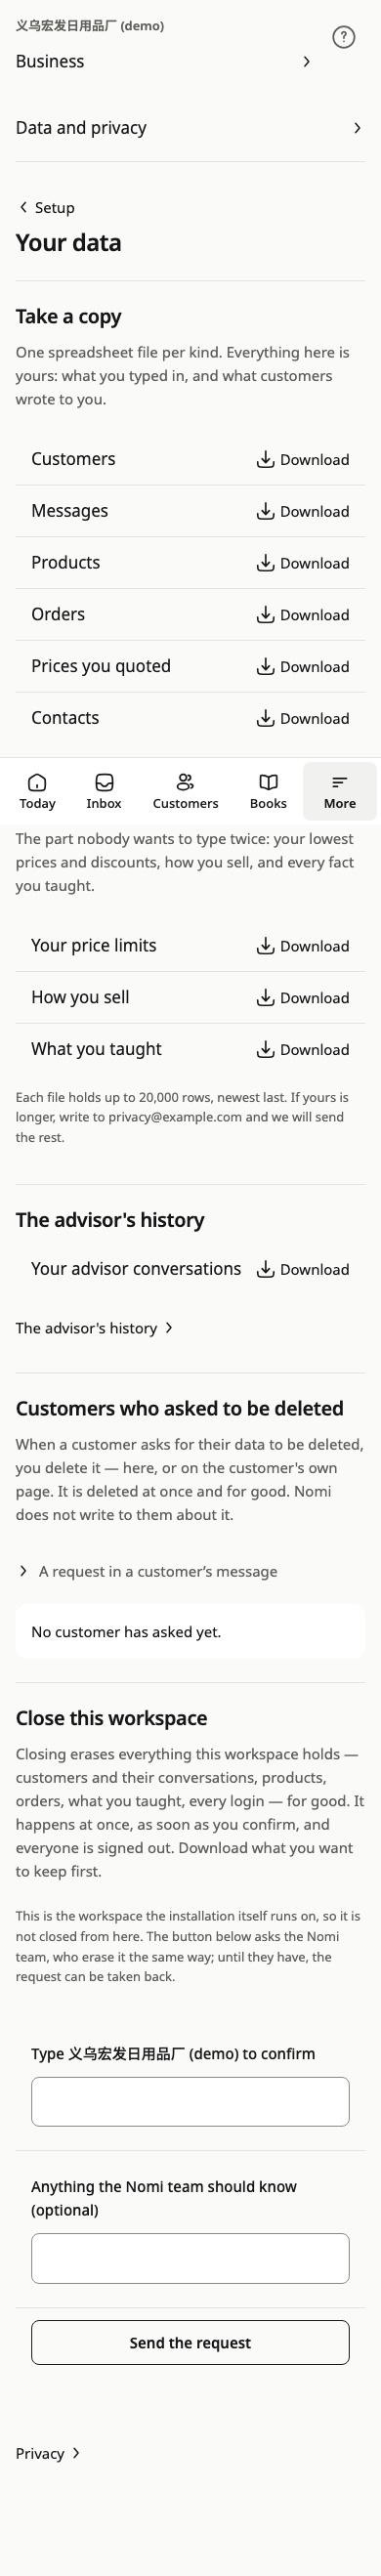 义乌宏发日用品厂 (demo)
Business
Data and privacy
Setup
Your data
Take a copy
One spreadsheet file per kind. Everything here is
yours: what you typed in, and what customers
wrote to you.
Customers Download
Messages Download
Products Download
Orders Download
Prices you quoted Download
Contacts Download
Today Inbox Customers Books More
The part nobody wants to type twice: your lowest
prices and discounts, how you sell, and every fact
you taught.
Your price limits Download
How you sell Download
What you taught Download
Each file holds up to 20,000 rows, newest last. If yours is
longer, write to privacy@example.com and we will send
the rest.
The advisor's history
Your advisor conversations Download
The advisor's history
Customers who asked to be deleted
When a customer asks for their data to be deleted,
you delete it — here, or on the customer's own
page. It is deleted at once and for good. Nomi
does not write to them about it.
A request in a customer’s message
No customer has asked yet.
Close this workspace
Closing erases everything this workspace holds —
customers and their conversations, products,
orders, what you taught, every login — for good. It
happens at once, as soon as you confirm, and
everyone is signed out. Download what you want
to keep first.
This is the workspace the installation itself runs on, so it is
not closed from here. The button below asks the Nomi
team, who erase it the same way; until they have, the
request can be taken back.
Type 义乌宏发日用品厂 (demo) to confirm
Anything the Nomi team should know
(optional)
Send the request
Privacy